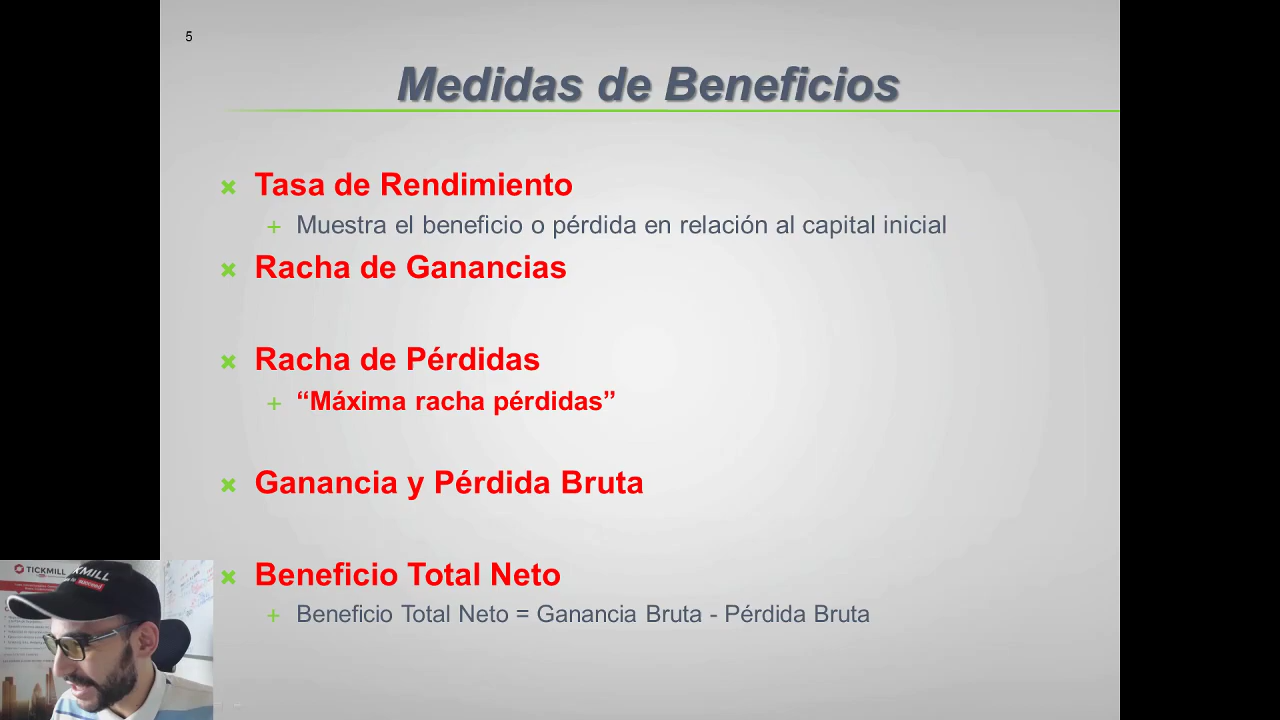 5
Medidas de Beneficios
Tasa de Rendimiento
Muestra el beneficio o pérdida en relación al capital inicial
Racha de Ganancias
Racha de Pérdidas
“Máxima racha pérdidas”
Ganancia y Pérdida Bruta
Beneficio Total Neto
Beneficio Total Neto = Ganancia Bruta - Pérdida Bruta
TICKMILL
KMILL
succeed